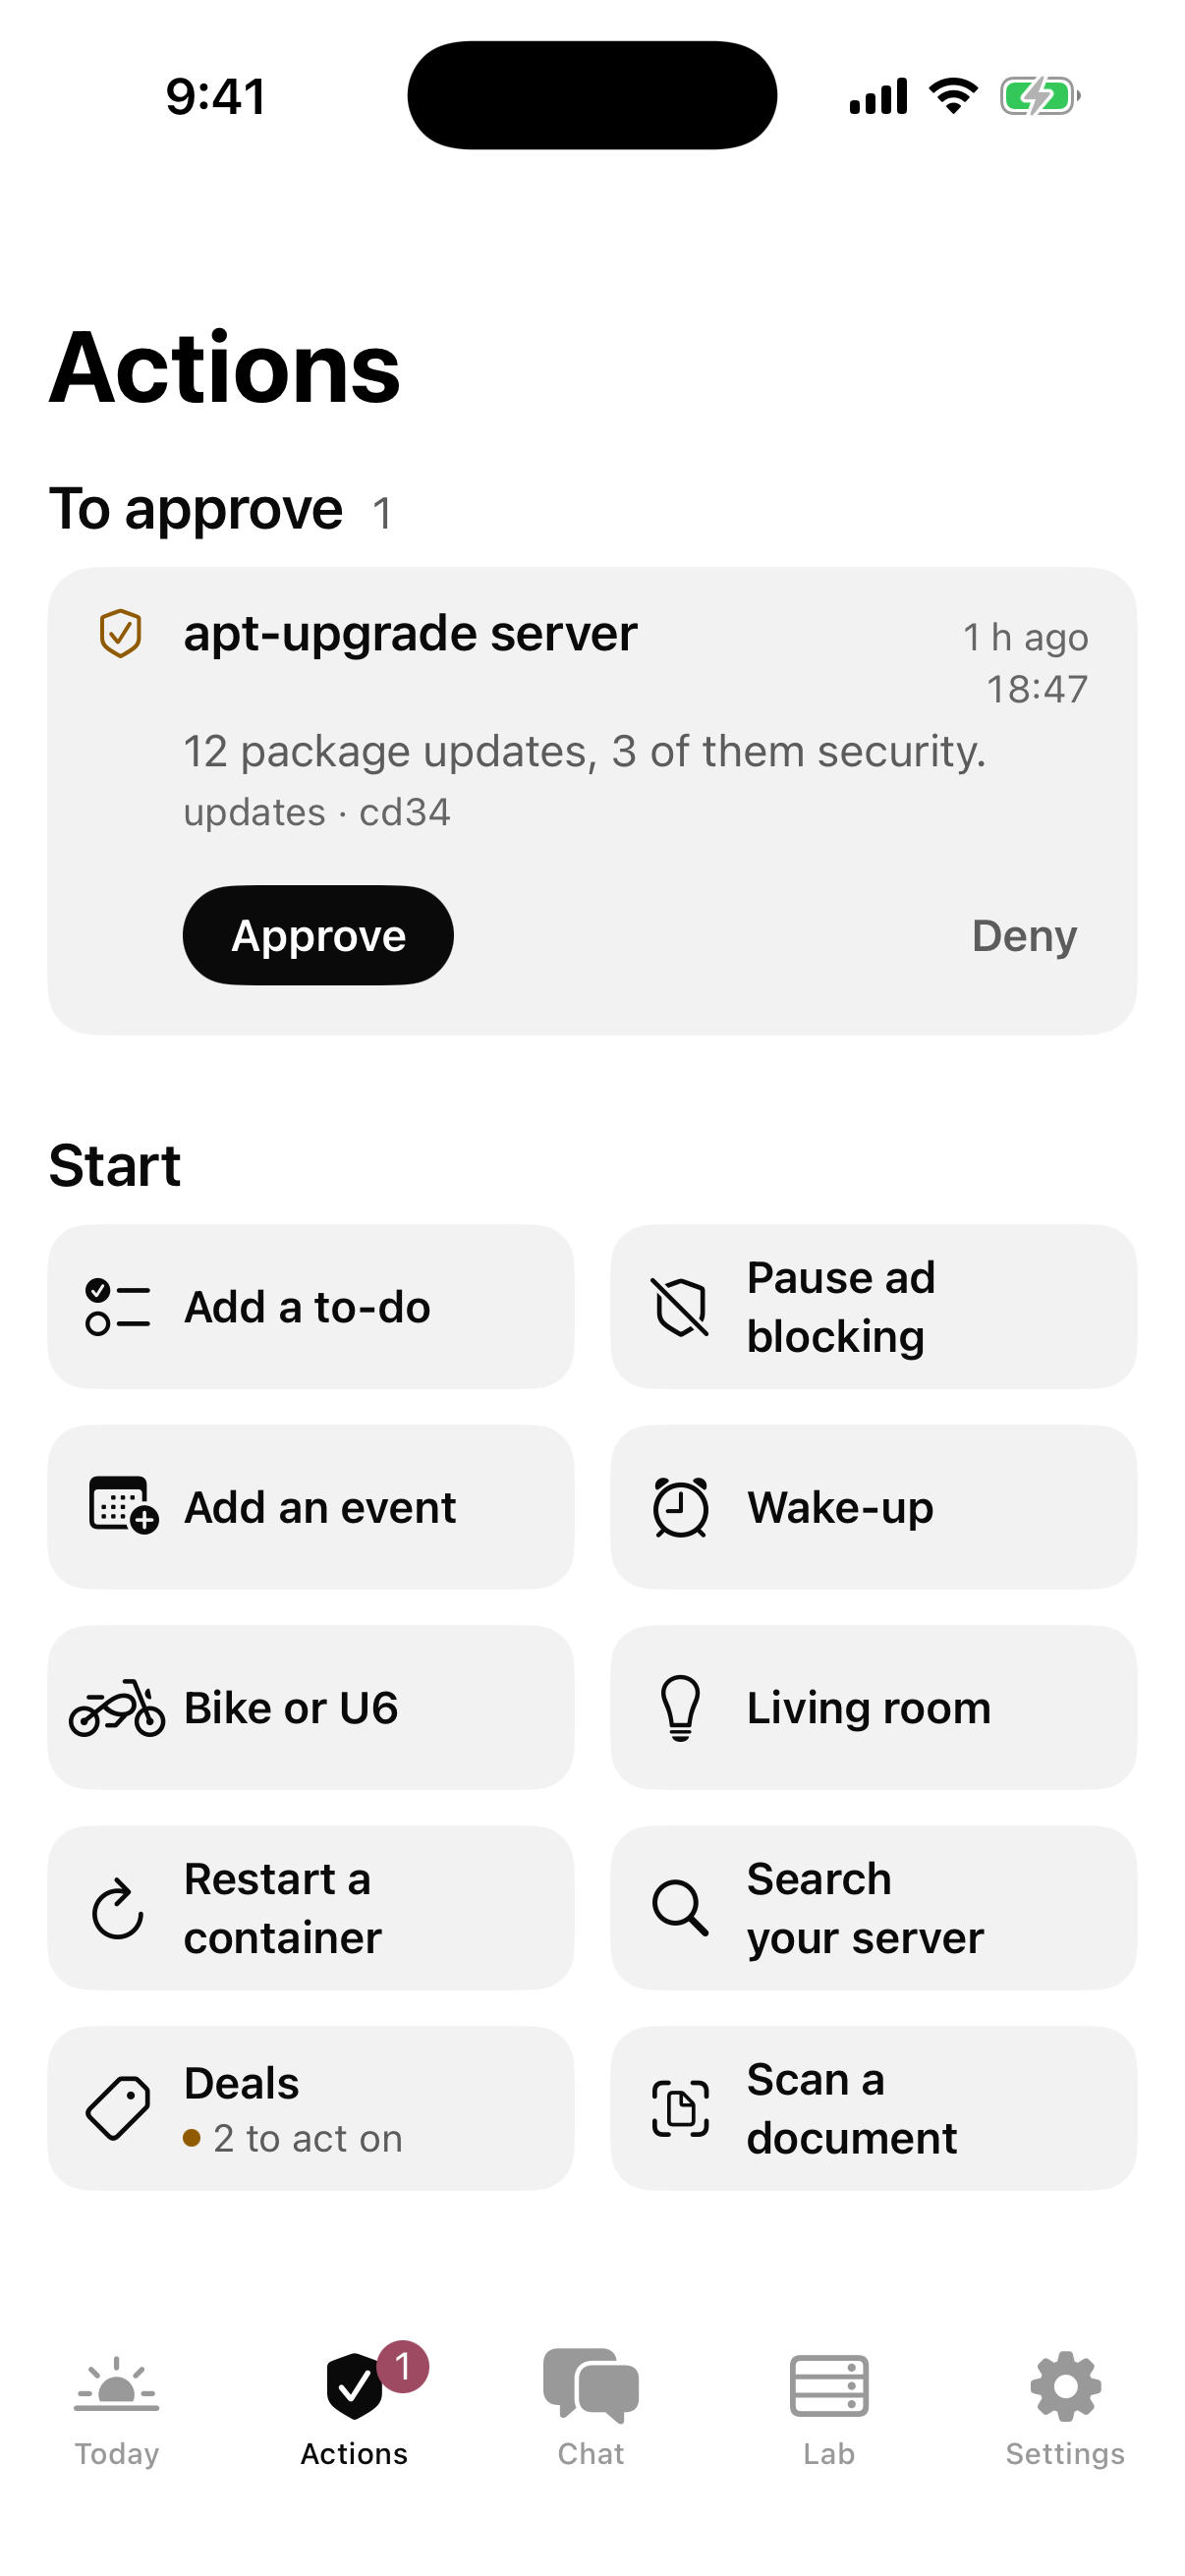 9:41
Actions
To approve 1
apt-upgrade server
1 h ago
18:47
12 package updates, 3 of them security.
updates · cd34
Approve
Deny
Start
Add a to-do
Pause ad
blocking
Add an event
Wake-up
Bike or U6
Living room
Restart a
container
Search
your server
Deals
2 to act on
Scan a
document
1
Today
Actions
Chat
Lab
Settings